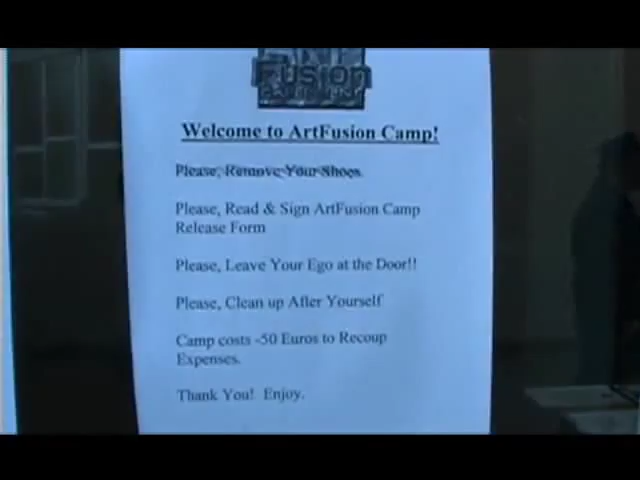 Fusion
Welcome to ArtFusion Camp!
Please, Remove Your Shoes
Please, Read & Sign ArtFusion Camp
Release Form
Please, Leave Your Ego at the Door!!
Please, Clean up After Yourself
Camp costs -50 Euros to Recoup
Expenses.
Thank You! Enjoy.